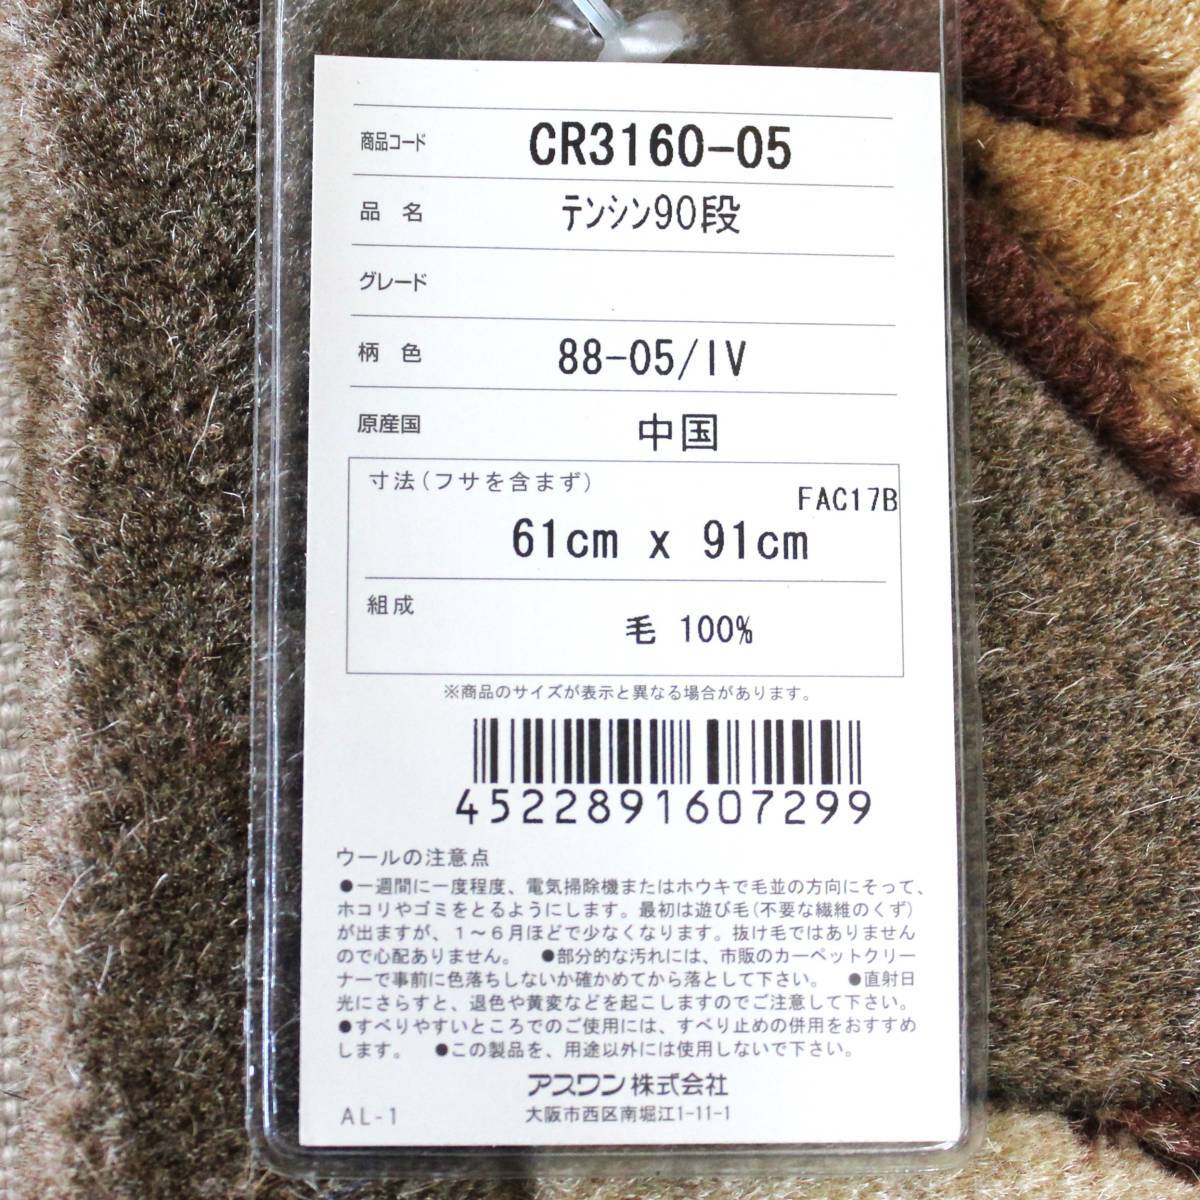 商品コード CR3160-05
品名 テンシン90段
グレード
柄色 88-05/IV
原産国 中国
寸法(フサを含まず)
FAC17B
61cm x 91cm
組成
毛 100%
※商品のサイズが表示と異なる場合があります。
4522891607299
ウールの注意点
●一週間に一度程度、電気掃除機またはホウキで毛並の方向にそって、
ホコリやゴミをとるようにします。最初は遊び毛(不要な繊維のくず)
が出ますが、1〜6月ほどで少なくなります。抜け毛ではありません
ので心配ありません。 ●部分的な汚れには、市販のカーペットクリー
ナーで事前に色落ちしないか確かめてから落として下さい。 ●直射日
光にさらすと、退色や黄変などを起こしますのでご注意して下さい。
●すべりやすいところでのご使用には、すべり止めの併用をおすすめ
します。 ●この製品を、用途以外には使用しないで下さい。
アスワン株式会社
AL-1 大阪市西区南堀江1-11-1